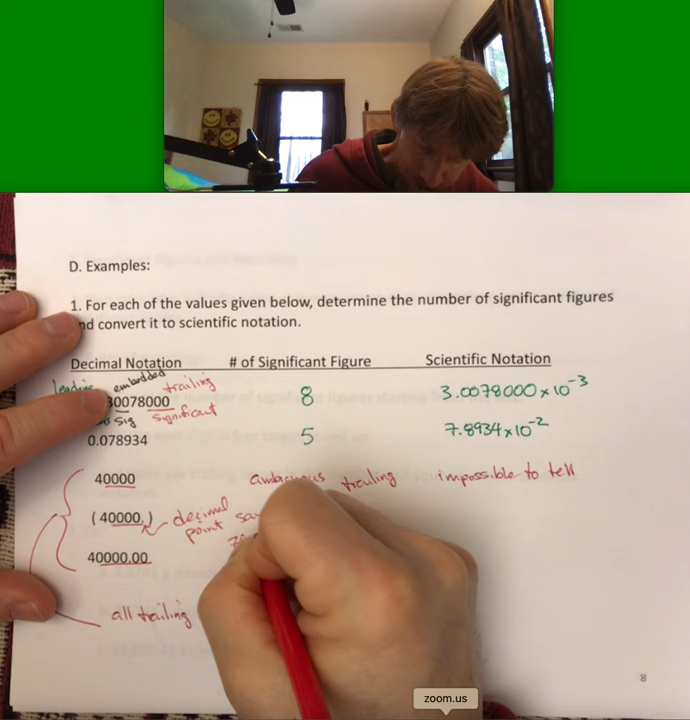 D. Examples:
1. For each of the values given below, determine the number of significant figures
nd convert it to scientific notation.
Decimal Notation # of Significant Figure Scientific Notation
embedded trailing
30078000 8 3.0078000 x 10⁻³
sig significant
0.078934 5 7.8934 x 10⁻²
40000 trailing impossible to tell
(40000.) decimal
point
40000.00
all trailing
8
zoom.us